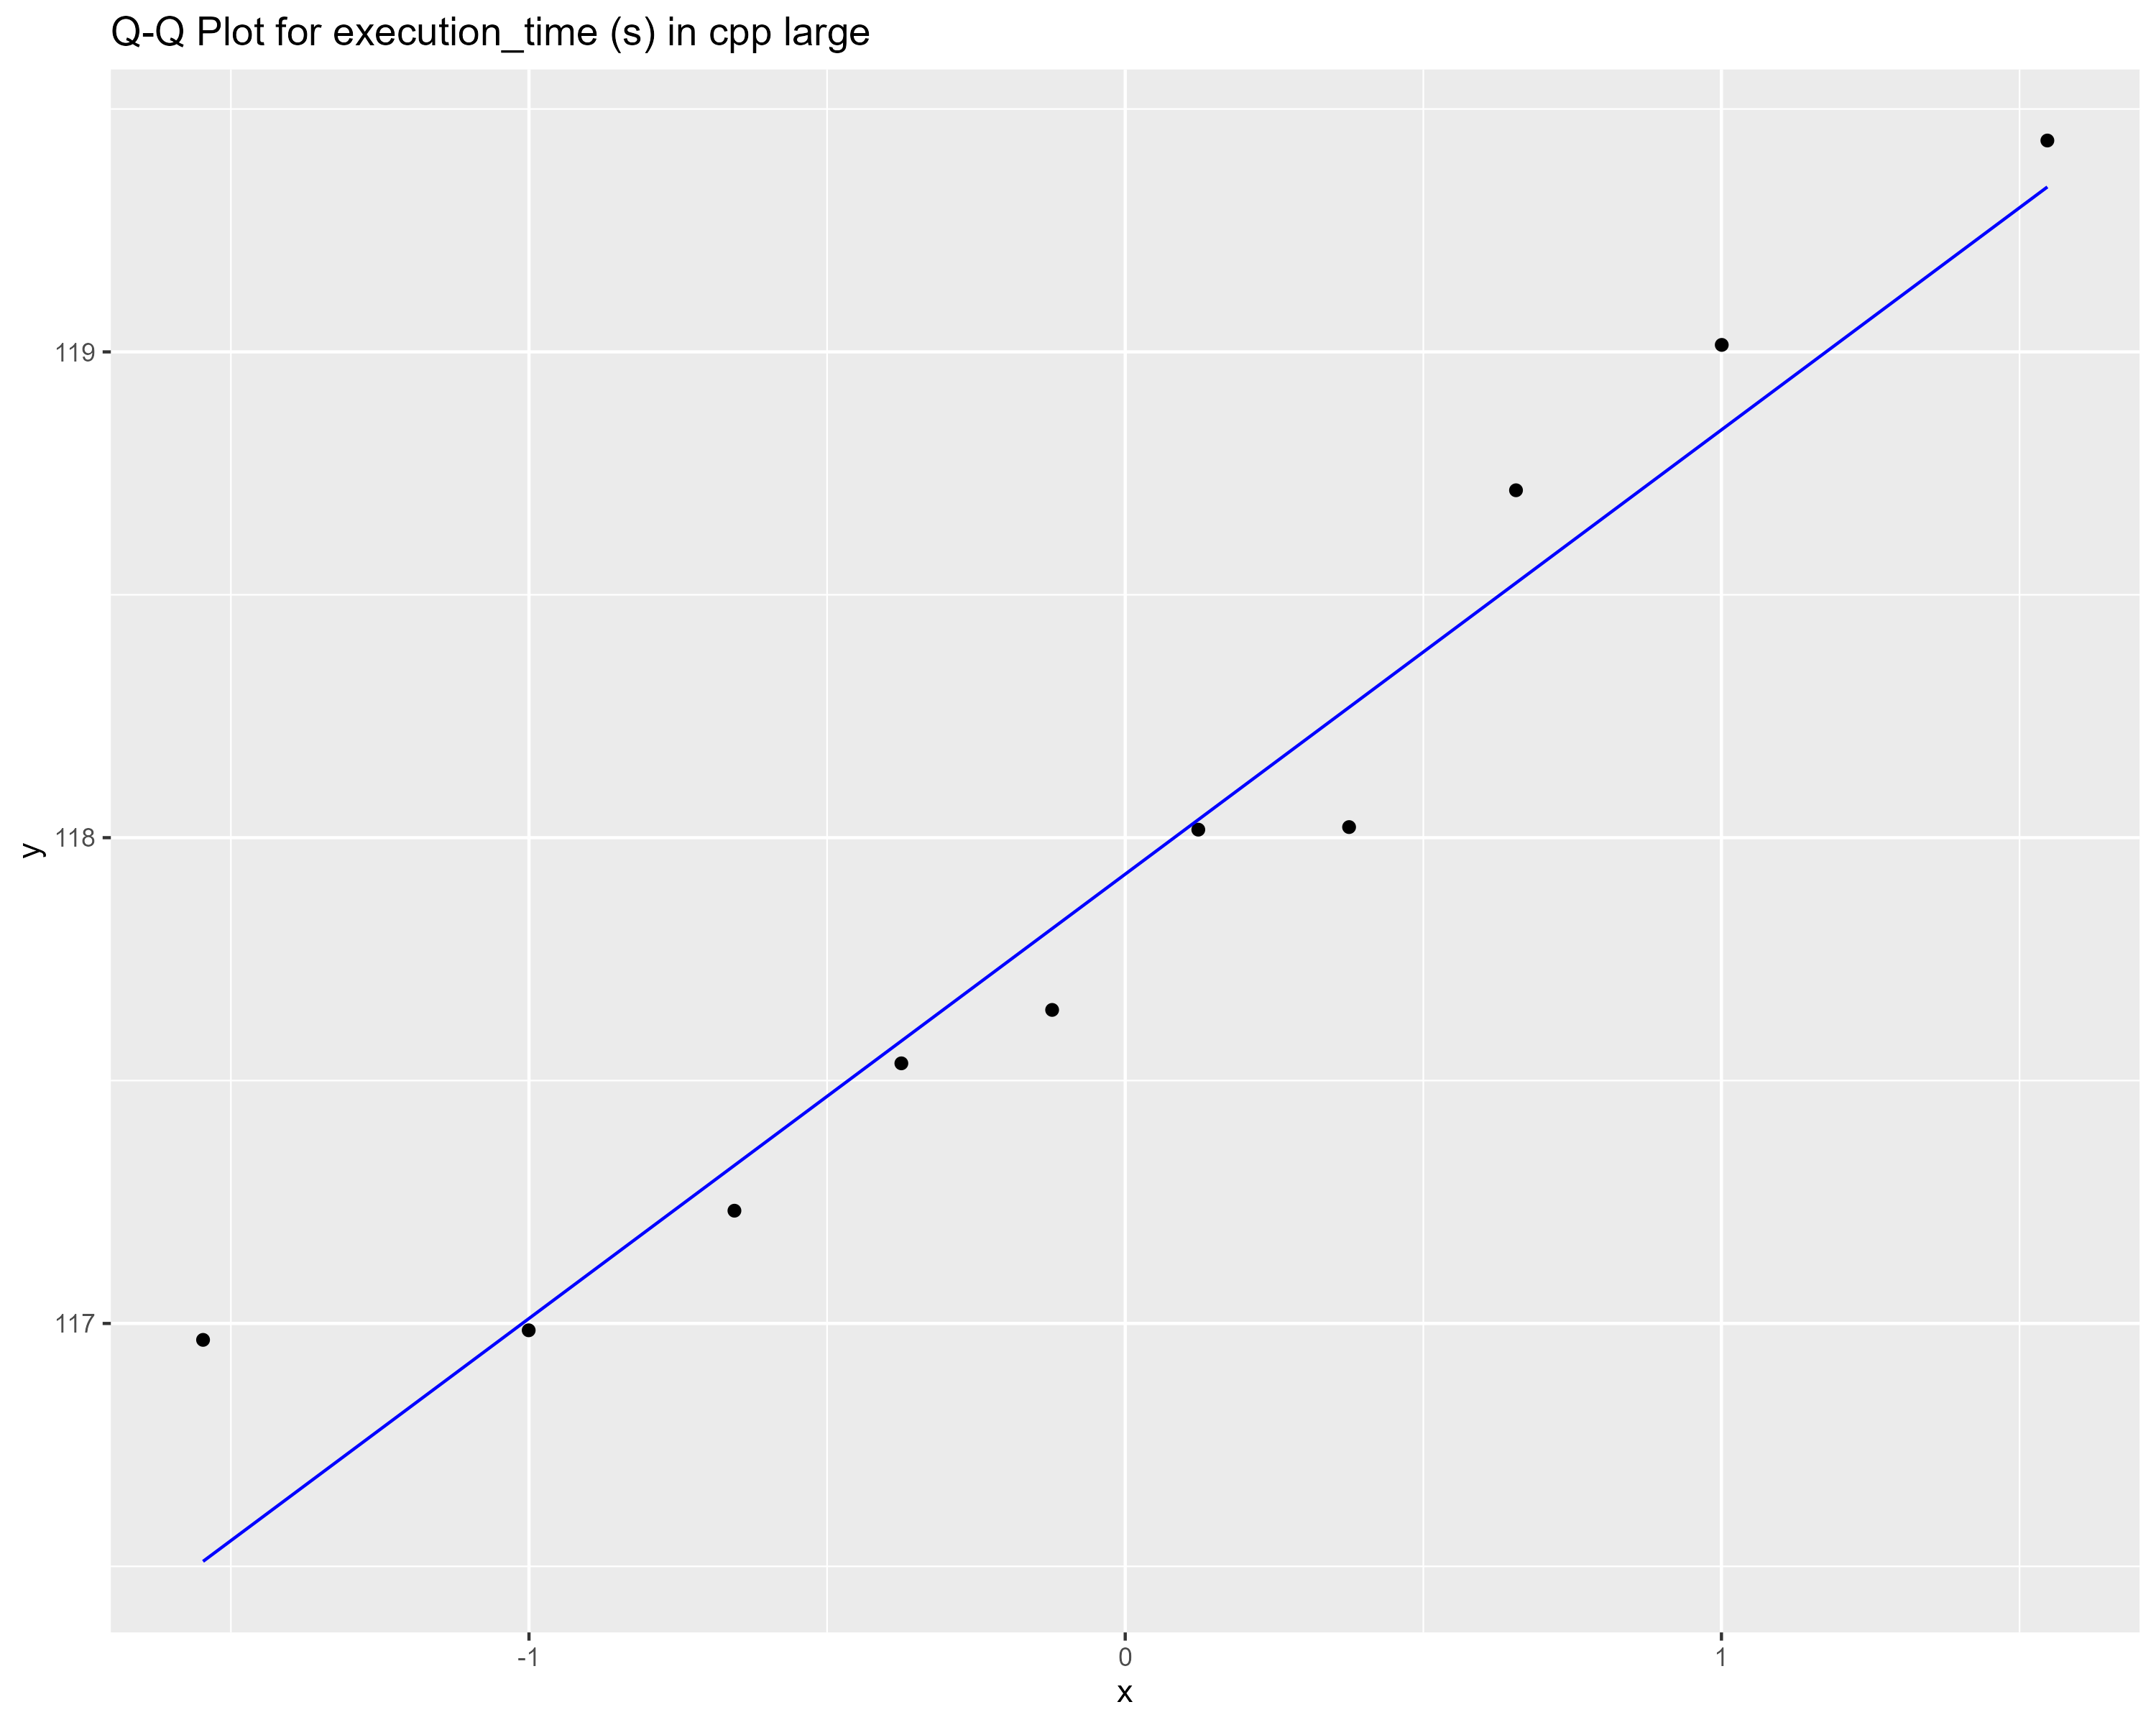 Q-Q Plot for execution_time (s) in cpp large
119
118
117
y
-1
0
1
x